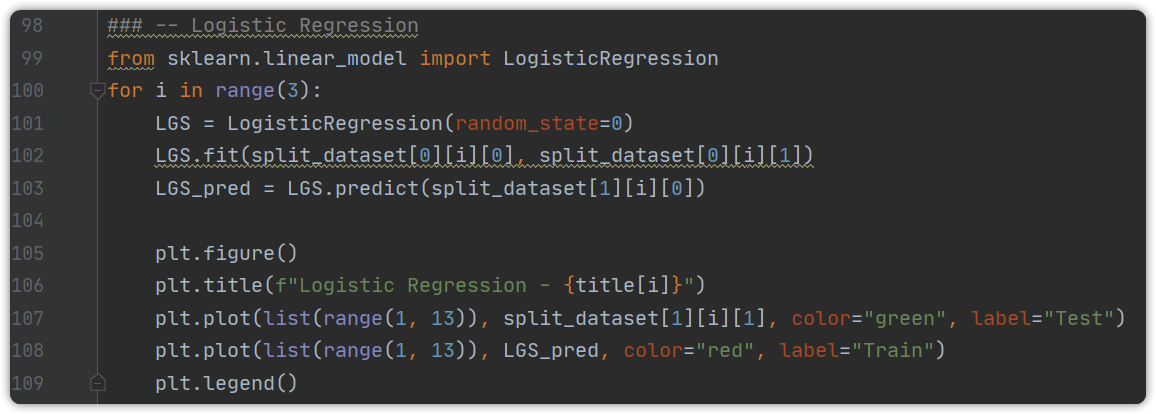 98 ### -- Logistic Regression
99 from sklearn.linear_model import LogisticRegression
100 for i in range(3):
101     LGS = LogisticRegression(random_state=0)
102     LGS.fit(split_dataset[0][i][0], split_dataset[0][i][1])
103     LGS_pred = LGS.predict(split_dataset[1][i][0])
104
105     plt.figure()
106     plt.title(f"Logistic Regression - {title[i]}")
107     plt.plot(list(range(1, 13)), split_dataset[1][i][1], color="green", label="Test")
108     plt.plot(list(range(1, 13)), LGS_pred, color="red", label="Train")
109     plt.legend()